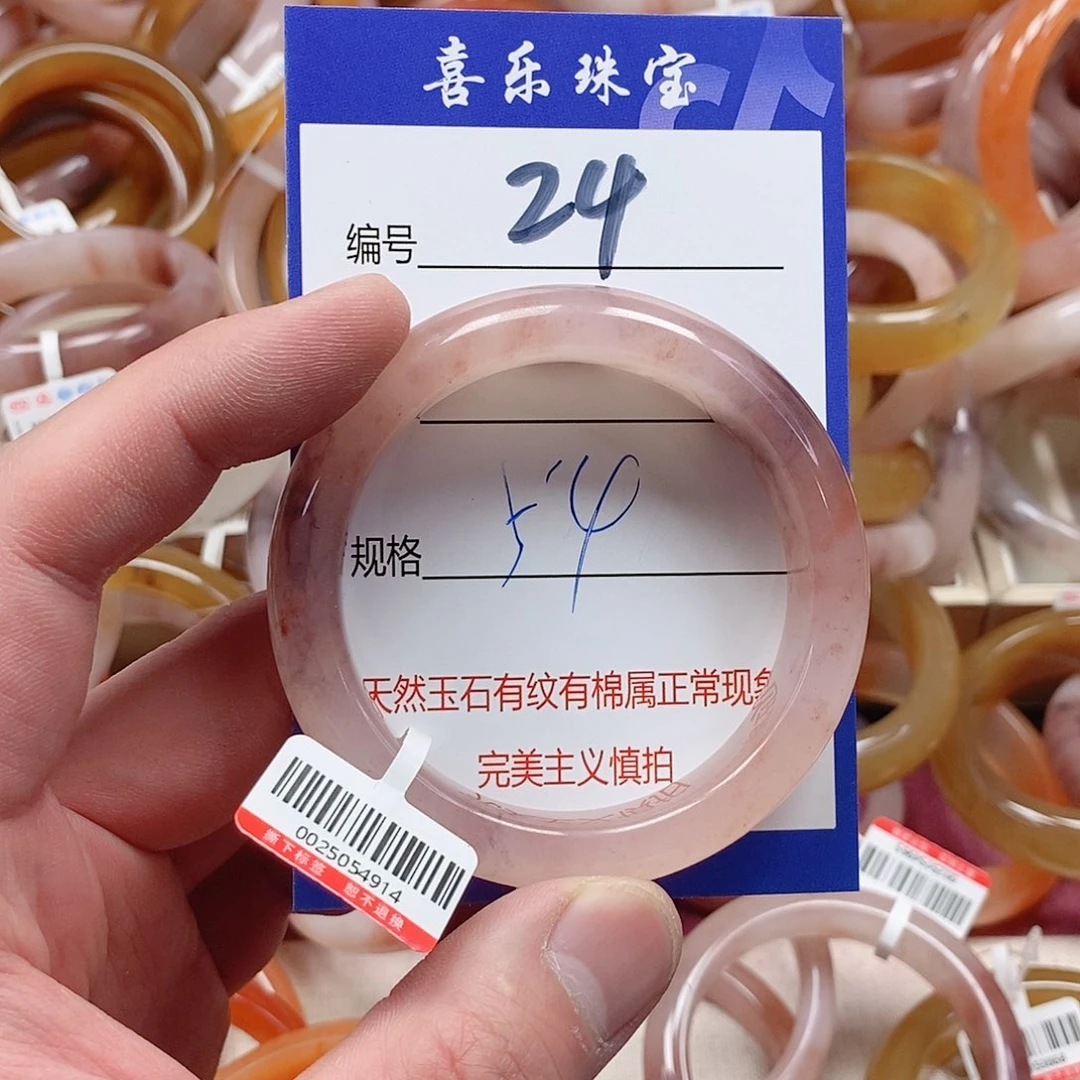 喜乐珠宝
编号 24
规格 54
天然玉石有纹有棉属正常现象
完美主义慎拍
0025054914
撕下标签 恕不退换